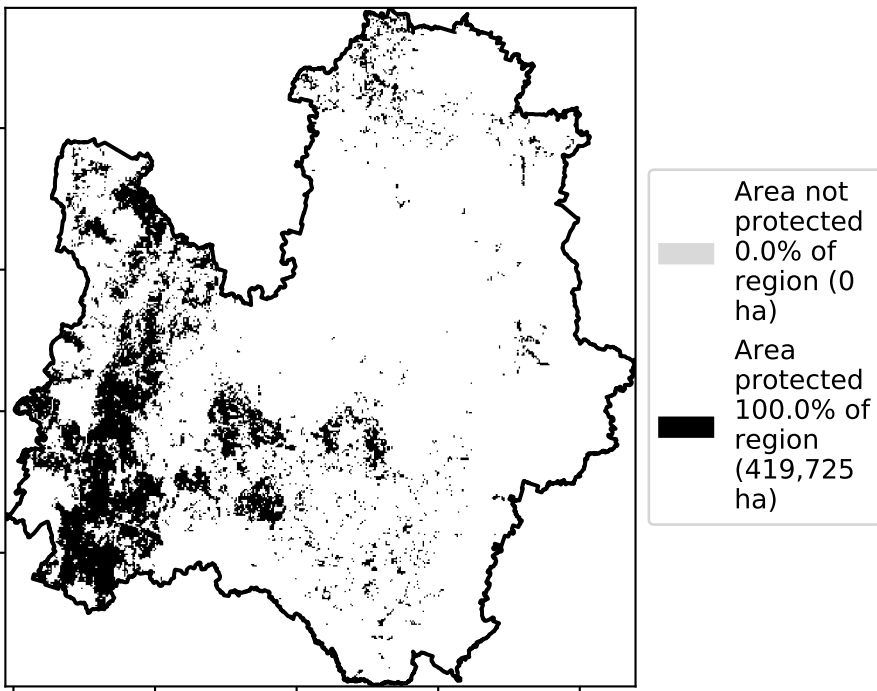 Area not
protected
0.0% of
region (0
ha)
Area
protected
100.0% of
region
(419,725
ha)